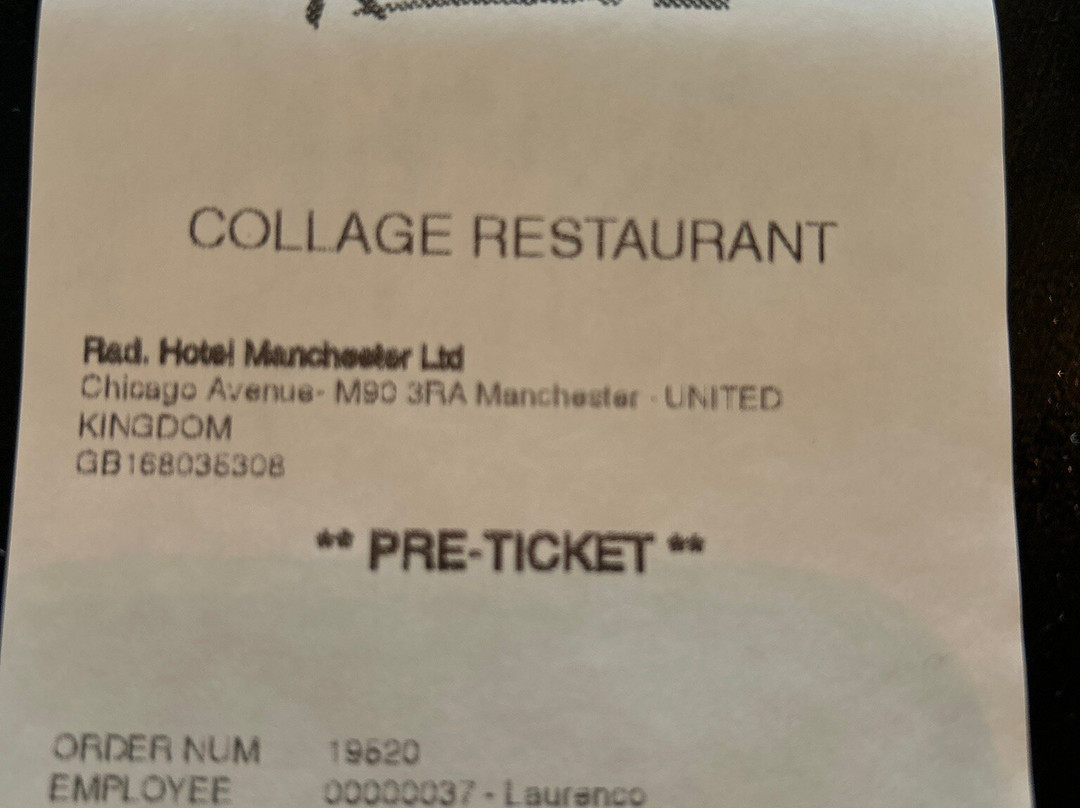 COLLAGE RESTAURANT
Rad. Hotel Manchester Ltd
Chicago Avenue- M90 3RA Manchester - UNITED
KINGDOM
GB168035308
** PRE-TICKET **
ORDER NUM 19520
EMPLOYEE 00000037 - Laurenco